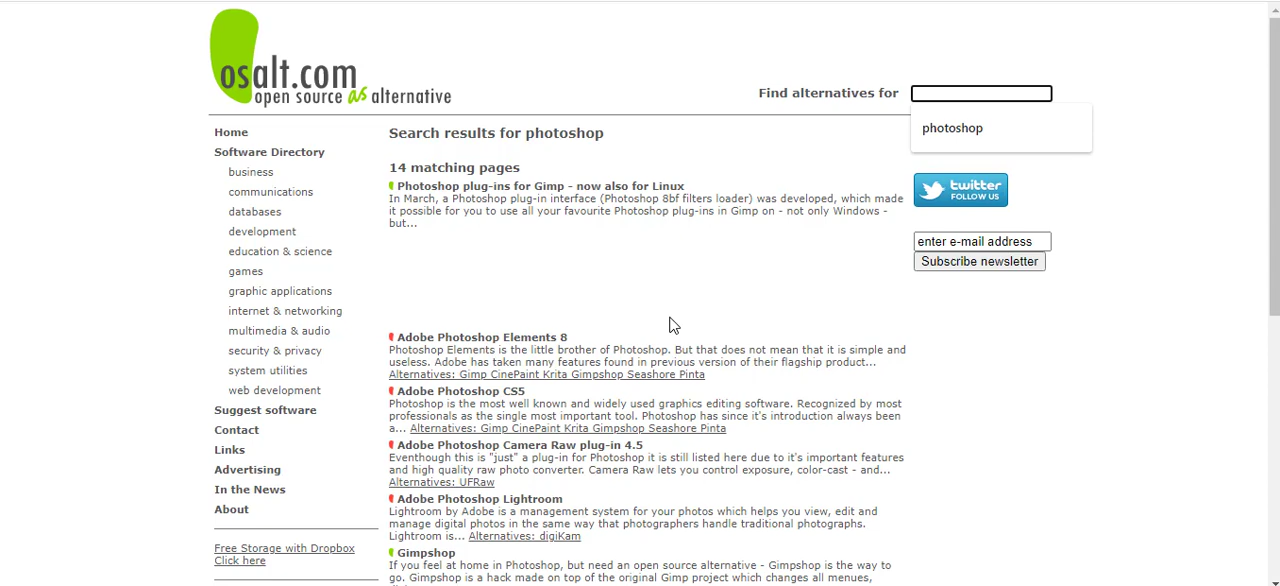 osalt.com
open source as alternative
Find alternatives for
photoshop
Home
Software Directory
business
communications
databases
development
education & science
games
graphic applications
internet & networking
multimedia & audio
security & privacy
system utilities
web development
Suggest software
Contact
Links
Advertising
In the News
About
Free Storage with Dropbox
Click here
Search results for photoshop
14 matching pages
Photoshop plug-ins for Gimp - now also for Linux
In March, a Photoshop plug-in interface (Photoshop 8bf filters loader) was developed, which made
it possible for you to use all your favourite Photoshop plug-ins in Gimp on - not only Windows -
but...
Adobe Photoshop Elements 8
Photoshop Elements is the little brother of Photoshop. But that does not mean that it is simple and
useless. Adobe has taken many features found in previous version of their flagship product...
Alternatives: Gimp CinePaint Krita Gimpshop Seashore Pinta
Adobe Photoshop CS5
Photoshop is the most well known and widely used graphics editing software. Recognized by most
professionals as the single most important tool. Photoshop has since it's introduction always been
a... Alternatives: Gimp CinePaint Krita Gimpshop Seashore Pinta
Adobe Photoshop Camera Raw plug-in 4.5
Eventhough this is "just" a plug-in for Photoshop it is still listed here due to it's important features
and high quality raw photo converter. Camera Raw lets you control exposure, color-cast - and...
Alternatives: UFRaw
Adobe Photoshop Lightroom
Lightroom by Adobe is a management system for your photos which helps you view, edit and
manage digital photos in the same way that photographers handle traditional photographs.
Lightroom is... Alternatives: digiKam
Gimpshop
If you feel at home in Photoshop, but need an open source alternative - Gimpshop is the way to
go. Gimpshop is a hack made on top of the original Gimp project which changes all menues,
twitter
FOLLOW US
enter e-mail address
Subscribe newsletter